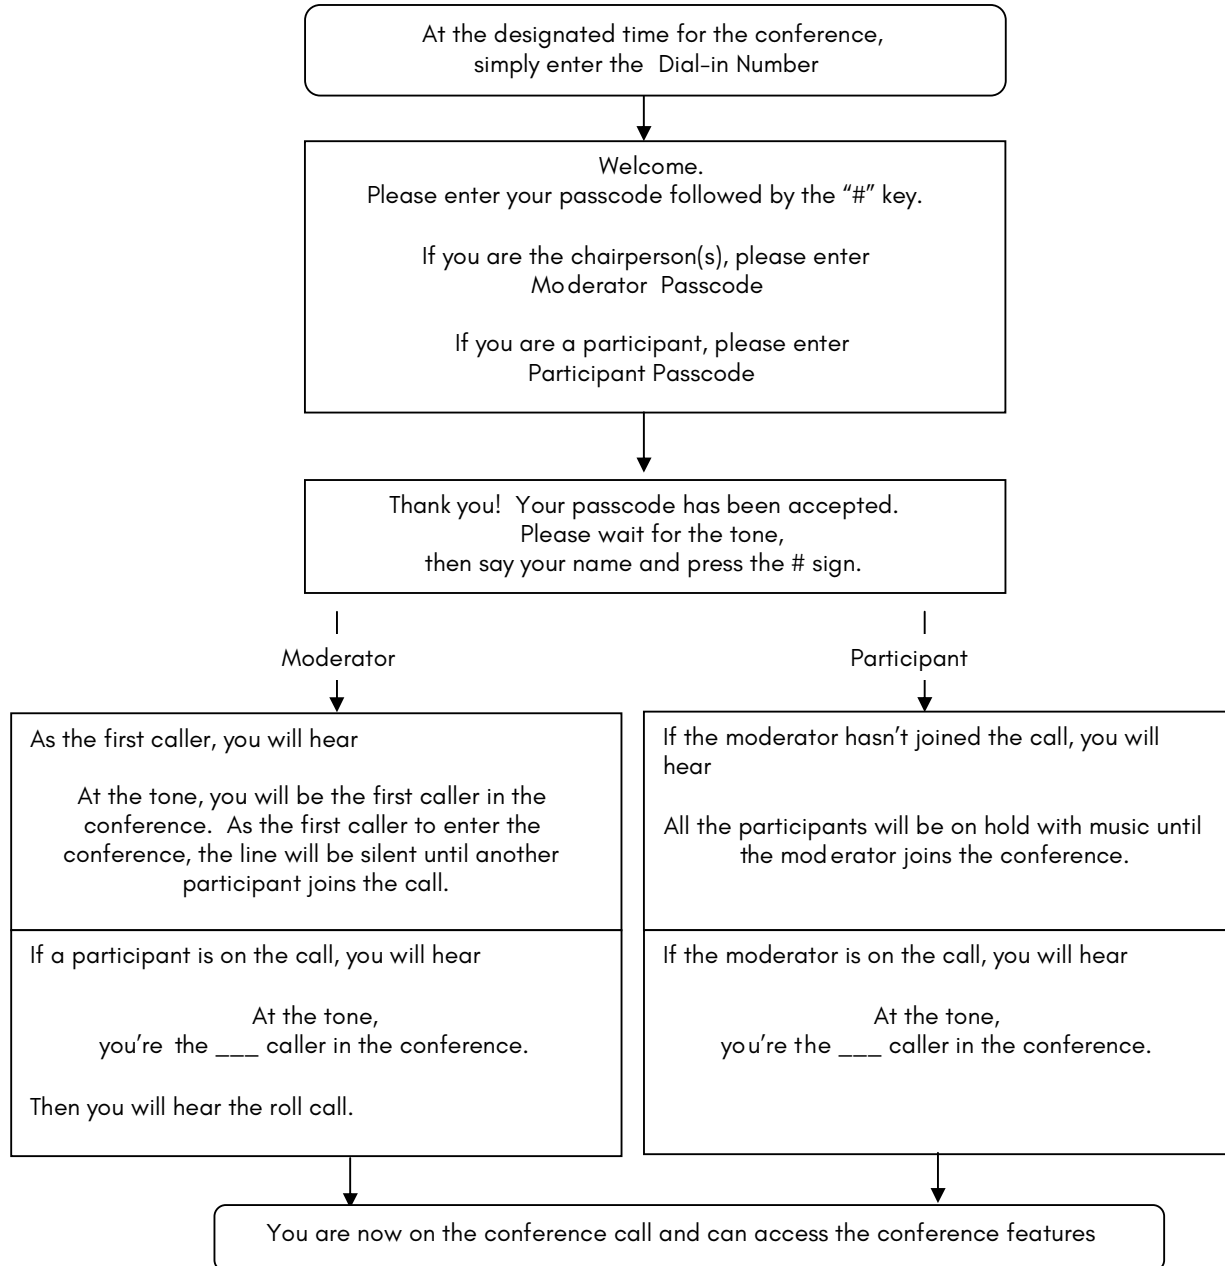 At the designated time for the conference,
simply enter the Dial-in Number
Welcome.
Please enter your passcode followed by the “#” key.
If you are the chairperson(s), please enter
Moderator Passcode
If you are a participant, please enter
Participant Passcode
Thank you! Your passcode has been accepted.
Please wait for the tone,
then say your name and press the # sign.
Moderator
As the first caller, you will hear
At the tone, you will be the first caller in the
conference. As the first caller to enter the
conference, the line will be silent until another
participant joins the call.
If a participant is on the call, you will hear
At the tone,
you’re the ___ caller in the conference.
Then you will hear the roll call.
Participant
If the moderator hasn’t joined the call, you will
hear
All the participants will be on hold with music until
the moderator joins the conference.
If the moderator is on the call, you will hear
At the tone,
you’re the ___ caller in the conference.
You are now on the conference call and can access the conference features